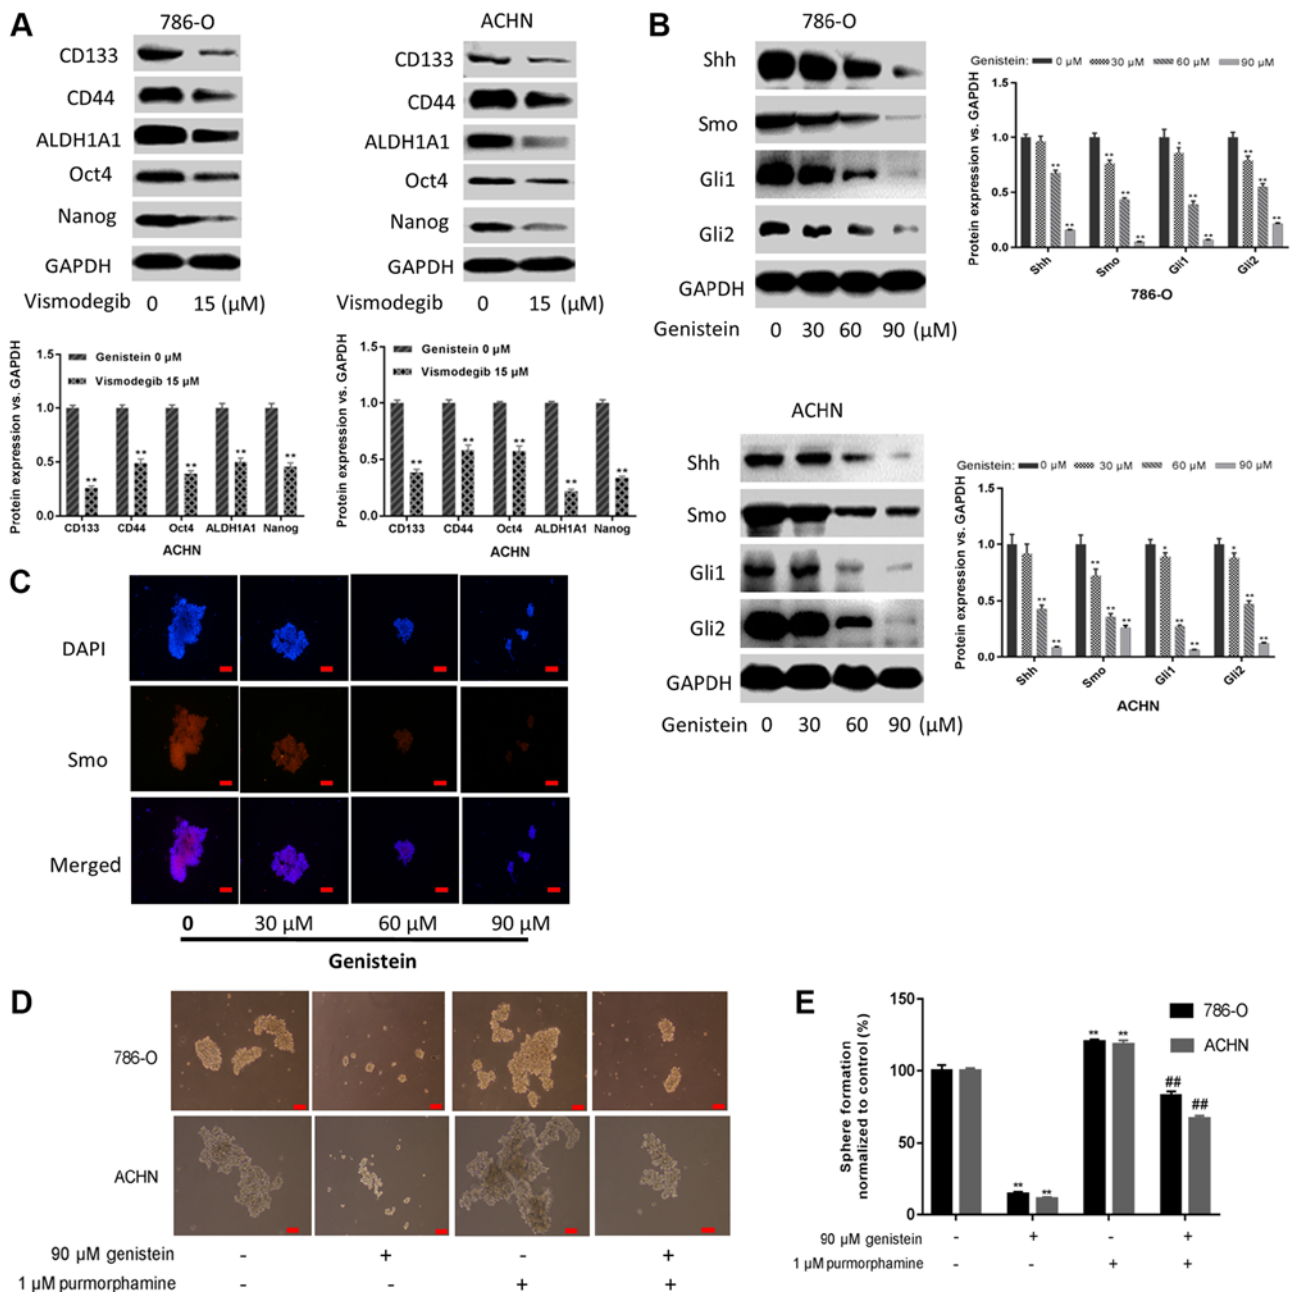 A
786-O
CD133
CD44
ALDH1A1
Oct4
Nanog
GAPDH
Vismodegib 0 15 (µM)
ACHN
CD133
CD44
ALDH1A1
Oct4
Nanog
GAPDH
Vismodegib 0 15 (µM)
Protein expression vs. GAPDH
1.5
1.0
0.5
0.0
Genistein 0 µM
Vismodegib 15 µM
**
**
**
**
**
CD133 CD44 Oct4 ALDH1A1 Nanog
ACHN
Protein expression vs. GAPDH
1.5
1.0
0.5
0.0
Genistein 0 µM
Vismodegib 15 µM
**
**
**
**
**
CD133 CD44 Oct4 ALDH1A1 Nanog
ACHN
B
786-O
Shh
Smo
Gli1
Gli2
GAPDH
Genistein 0 30 60 90 (µM)
Genistein: 0 µM 30 µM 60 µM 90 µM
Protein expression vs. GAPDH
1.5
1.0
0.5
0.0
**
**
**
**
**
*
**
**
**
**
**
Shh Smo Gli1 Gli2
786-O
ACHN
Shh
Smo
Gli1
Gli2
GAPDH
Genistein 0 30 60 90 (µM)
Genistein: 0 µM 30 µM 60 µM 90 µM
Protein expression vs. GAPDH
1.5
1.0
0.5
0.0
**
**
**
**
**
*
**
**
*
**
**
Shh Smo Gli1 Gli2
ACHN
C
DAPI
Smo
Merged
0 30 µM 60 µM 90 µM
Genistein
D
786-O
ACHN
90 µM genistein - + - +
1 µM purmorphamine - - + +
E
Sphere formation
normalized to control (%)
150
100
50
0
786-O
ACHN
** **
** **
## ##
90 µM genistein - + - +
1 µM purmorphamine - - + +